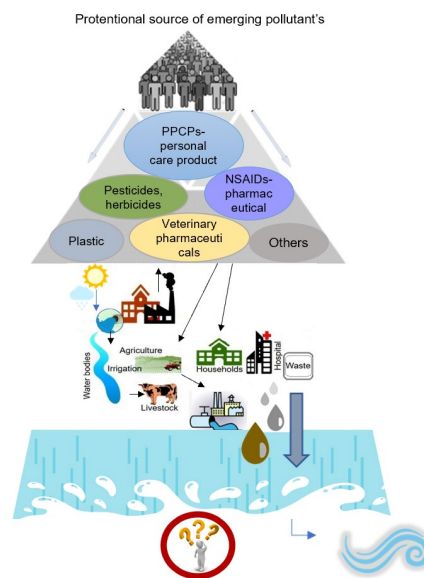 Protentional source of emerging pollutant's
PPCPs-
personal
care product
Pesticides,
herbicides
NSAIDs-
pharmac
eutical
Plastic
Veterinary
pharmaceuti
cals
Others
Water bodies
Agriculture
Irrigation
Livestock
Households
Hospital
Waste
???